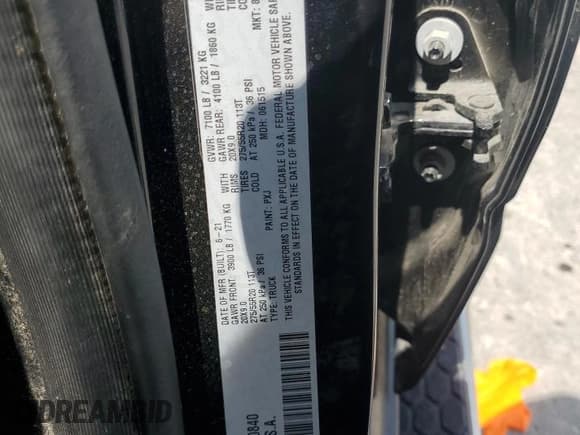 DATE OF MFR (BUILT): 6-21 GVWR: 7100 LB / 3221 KG
GAWR FRONT: 3900 LB / 1770 KG WITH GAWR REAR: 4100 LB / 1860 KG
20X9.0 RIMS 20X9.0
275/55R20 113T TIRES 275/55R20 113T
AT 250 kPa / 36 PSI COLD AT 250 kPa / 36 PSI
TYPE: TRUCK PAINT: PXJ MDH: 061515 MKT:
THIS VEHICLE CONFORMS TO ALL APPLICABLE U.S.A. FEDERAL MOTOR VEHICLE
STANDARDS IN EFFECT ON THE DATE OF MANUFACTURE SHOWN ABOVE.
0840
S.A.
IDREAMBID